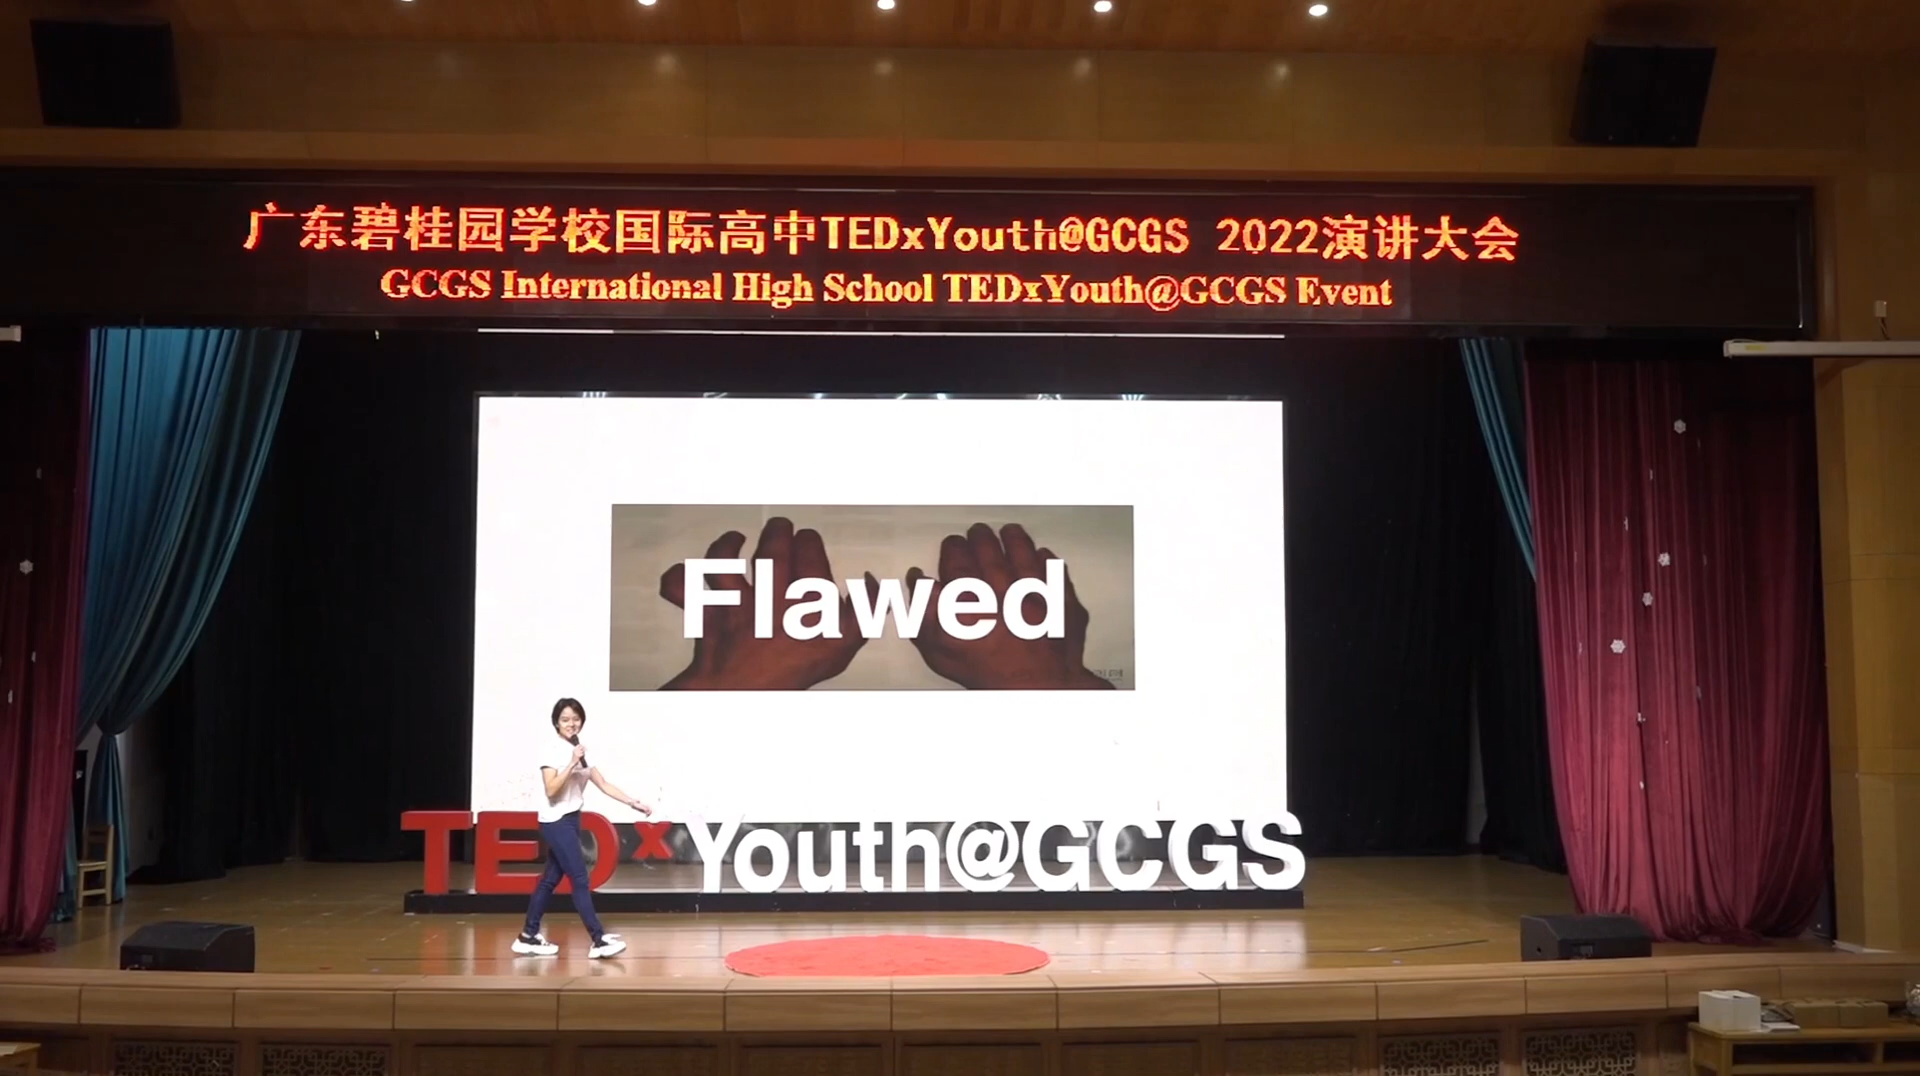 广东碧桂园学校国际高中TEDxYouth@GCGS 2022演讲大会
GCGS International High School TEDxYouth@GCGS Event
Flawed
TEDxYouth@GCGS